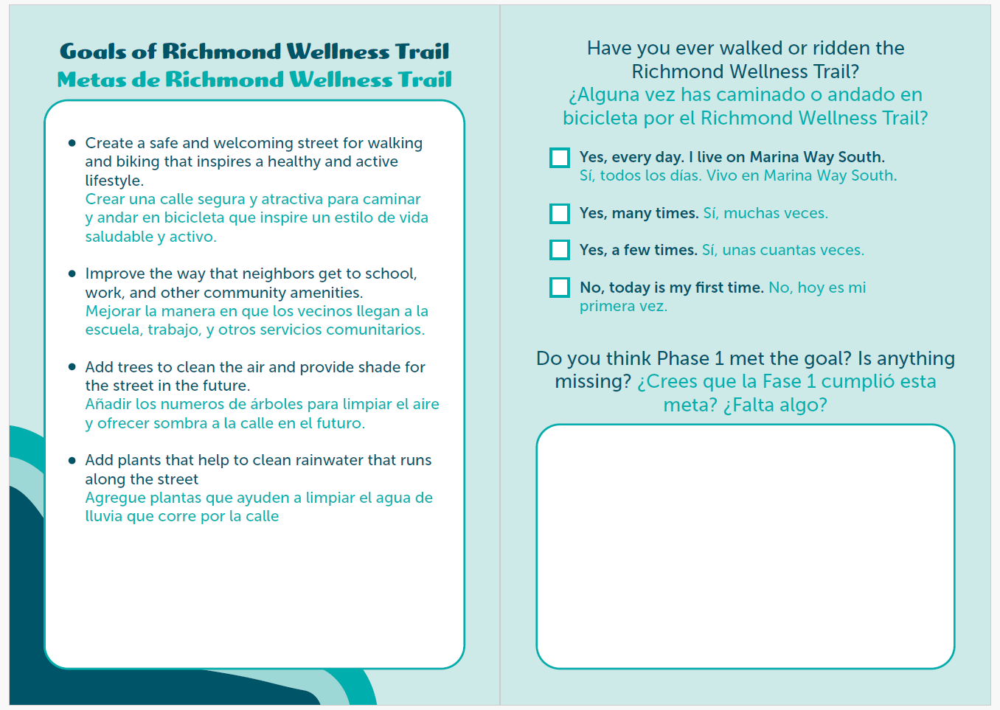 Goals of Richmond Wellness Trail
Metas de Richmond Wellness Trail
● Create a safe and welcoming street for walking
and biking that inspires a healthy and active
lifestyle.
Crear una calle segura y atractiva para caminar
y andar en bicicleta que inspire un estilo de vida
saludable y activo.
● Improve the way that neighbors get to school,
work, and other community amenities.
Mejorar la manera en que los vecinos llegan a la
escuela, trabajo, y otros servicios comunitarios.
● Add trees to clean the air and provide shade for
the street in the future.
Añadir los numeros de árboles para limpiar el aire
y ofrecer sombra a la calle en el futuro.
● Add plants that help to clean rainwater that runs
along the street
Agregue plantas que ayuden a limpiar el agua de
lluvia que corre por la calle
Have you ever walked or ridden the
Richmond Wellness Trail?
¿Alguna vez has caminado o andado en
bicicleta por el Richmond Wellness Trail?
Yes, every day. I live on Marina Way South.
Sí, todos los días. Vivo en Marina Way South.
Yes, many times. Sí, muchas veces.
Yes, a few times. Sí, unas cuantas veces.
No, today is my first time. No, hoy es mi
primera vez.
Do you think Phase 1 met the goal? Is anything
missing? ¿Crees que la Fase 1 cumplió esta
meta? ¿Falta algo?